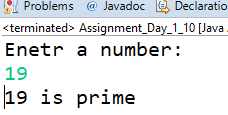 Problems @ Javadoc Declaratio
<terminated> Assignment_Day_1_10 [Java
Enetr a number:
19
19 is prime